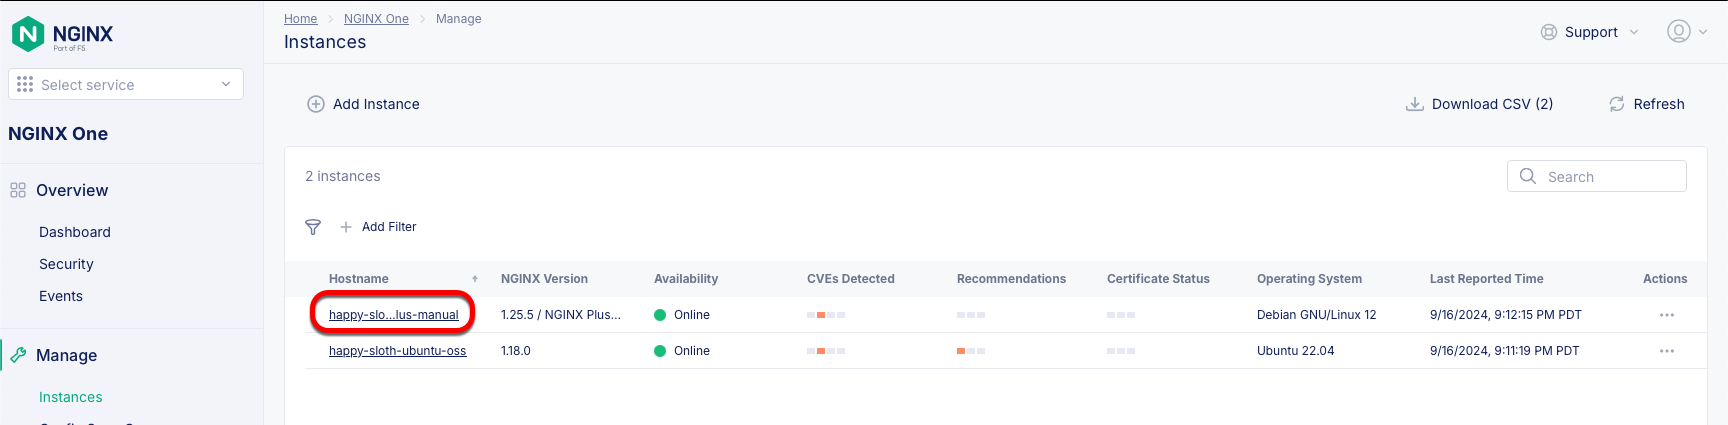 NGINX
Part of F5
Select service
NGINX One
Overview
Dashboard
Security
Events
Manage
Instances
Home > NGINX One > Manage
Instances
Support
Add Instance
Download CSV (2)
Refresh
2 instances
Search
Add Filter
Hostname NGINX Version Availability CVEs Detected Recommendations Certificate Status Operating System Last Reported Time Actions
happy-slo...lus-manual 1.25.5 / NGINX Plus... Online Debian GNU/Linux 12 9/16/2024, 9:12:15 PM PDT
happy-sloth-ubuntu-oss 1.18.0 Online Ubuntu 22.04 9/16/2024, 9:11:19 PM PDT